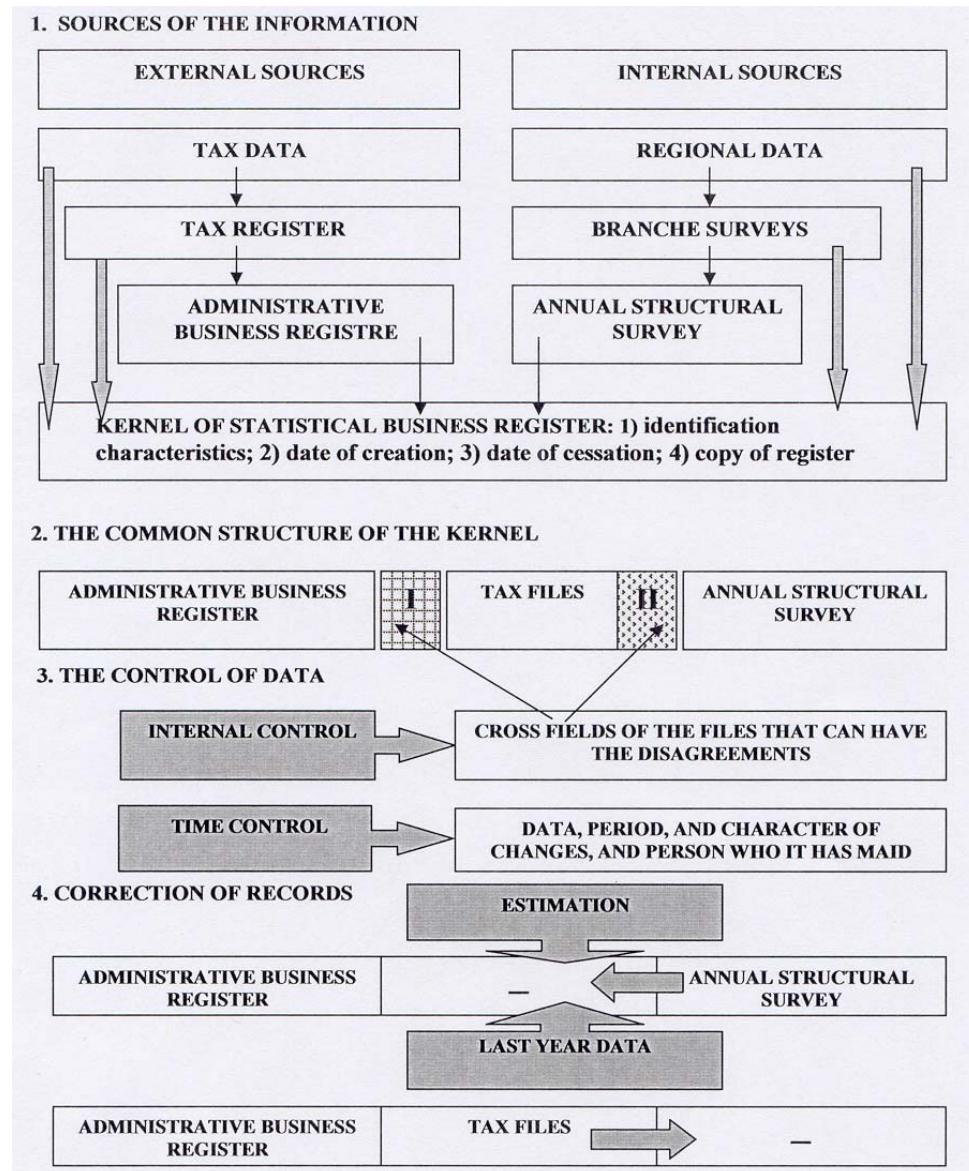 1. SOURCES OF THE INFORMATION
EXTERNAL SOURCES
INTERNAL SOURCES
TAX DATA
REGIONAL DATA
TAX REGISTER
BRANCHE SURVEYS
ADMINISTRATIVE
BUSINESS REGISTRE
ANNUAL STRUCTURAL
SURVEY
KERNEL OF STATISTICAL BUSINESS REGISTER: 1) identification
characteristics; 2) date of creation; 3) date of cessation; 4) copy of register
2. THE COMMON STRUCTURE OF THE KERNEL
ADMINISTRATIVE BUSINESS
REGISTER
I
TAX FILES
II
ANNUAL STRUCTURAL
SURVEY
3. THE CONTROL OF DATA
INTERNAL CONTROL
CROSS FIELDS OF THE FILES THAT CAN HAVE
THE DISAGREEMENTS
TIME CONTROL
DATA, PERIOD, AND CHARACTER OF
CHANGES, AND PERSON WHO IT HAS MAID
4. CORRECTION OF RECORDS
ESTIMATION
ADMINISTRATIVE BUSINESS
REGISTER
–
ANNUAL STRUCTURAL
SURVEY
LAST YEAR DATA
ADMINISTRATIVE BUSINESS
REGISTER
TAX FILES
–